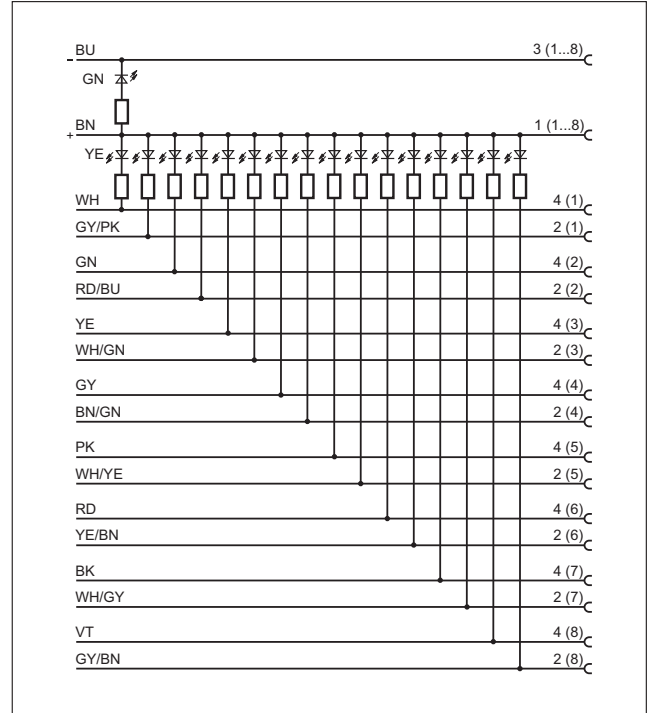 BU 3 (1...8)
-
GN
BN 1 (1...8)
+
YE
WH 4 (1)
GY/PK 2 (1)
GN 4 (2)
RD/BU 2 (2)
YE 4 (3)
WH/GN 2 (3)
GY 4 (4)
BN/GN 2 (4)
PK 4 (5)
WH/YE 2 (5)
RD 4 (6)
YE/BN 2 (6)
BK 4 (7)
WH/GY 2 (7)
VT 4 (8)
GY/BN 2 (8)